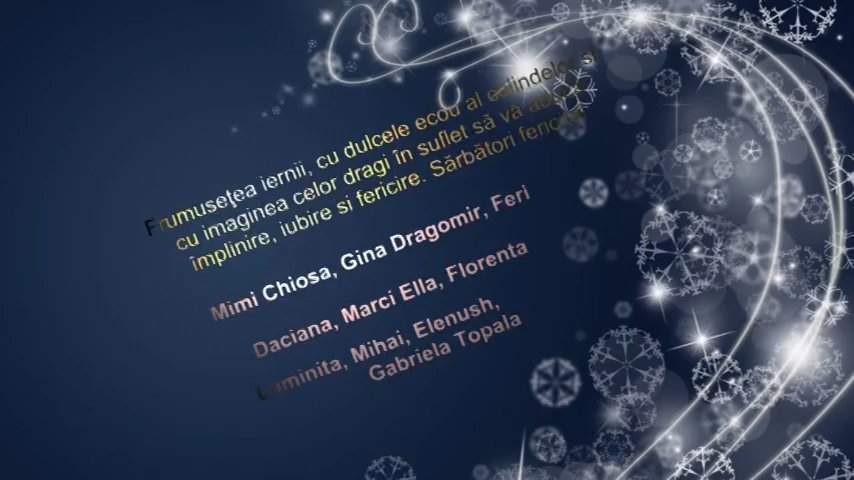 Frumusețea iernii, cu dulcele ecou al colindelor și
cu imaginea celor dragi în suflet să vă aducă
împlinire, iubire si fericire. Sărbători fericite
Mimi Chiosa, Gina Dragomir, Feri
Daciana, Marci Ella, Florenta
Luminita, Mihai, Elenush,
Gabriela Topala